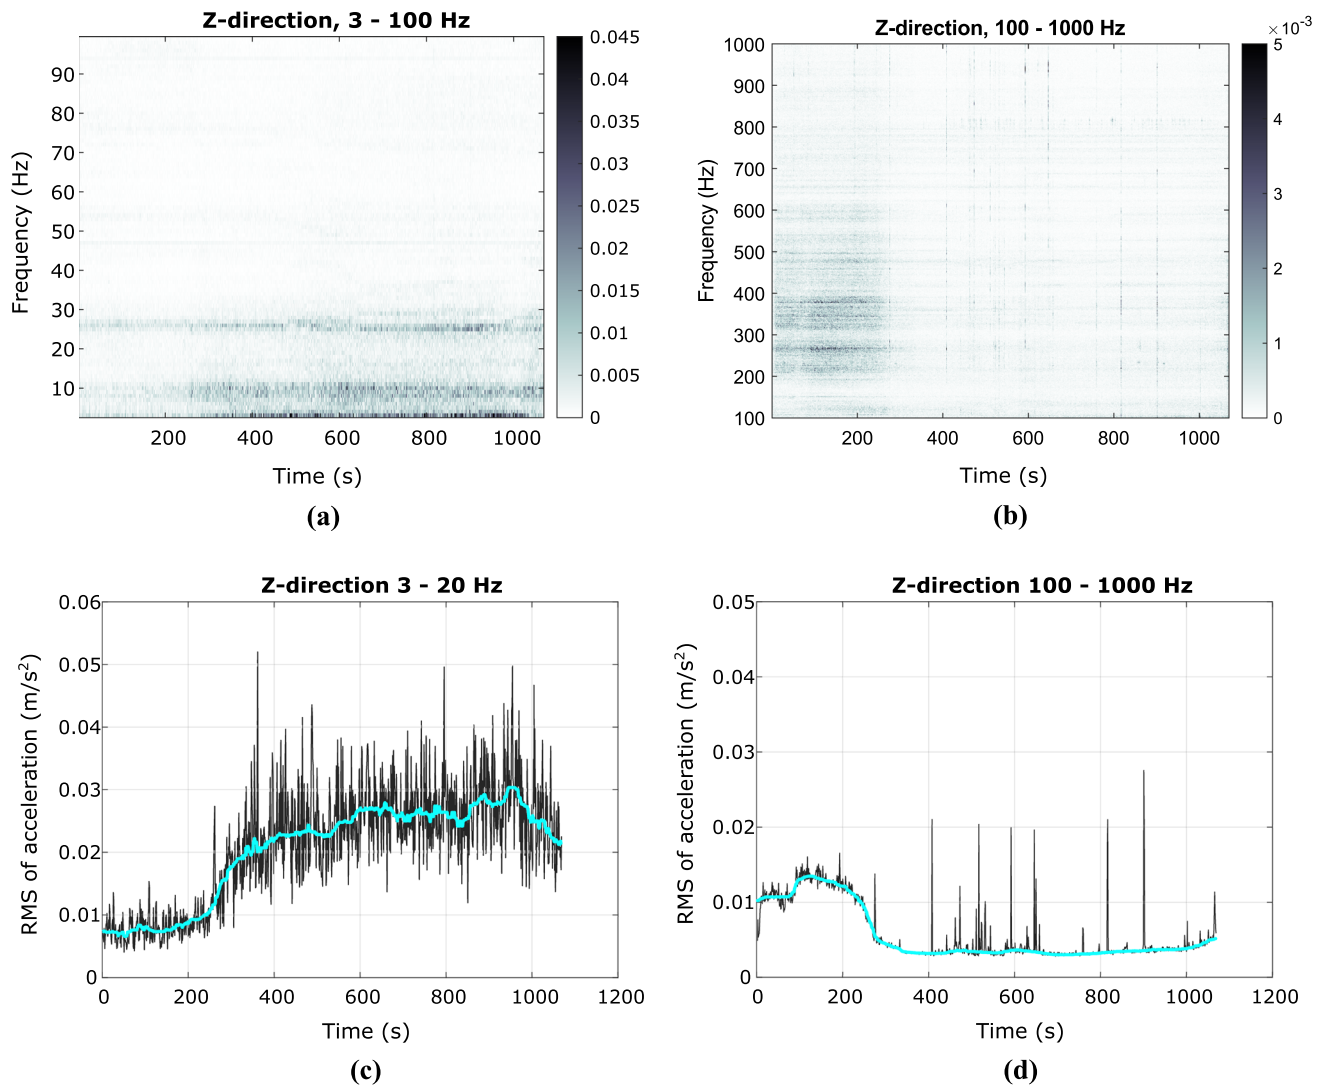 Z-direction, 3 - 100 Hz
0.045
0.04
0.035
0.03
0.025
0.02
0.015
0.01
0.005
0
90
80
70
60
50
40
30
20
10
Frequency (Hz)
200 400 600 800 1000
Time (s)
(a)
Z-direction, 100 - 1000 Hz
×10-3
5
4
3
2
1
0
1000
900
800
700
600
500
400
300
200
100
Frequency (Hz)
200 400 600 800 1000
Time (s)
(b)
Z-direction 3 - 20 Hz
0.06
0.05
0.04
0.03
0.02
0.01
0
RMS of acceleration (m/s²)
0 200 400 600 800 1000 1200
Time (s)
(c)
Z-direction 100 - 1000 Hz
0.05
0.04
0.03
0.02
0.01
0
RMS of acceleration (m/s²)
0 200 400 600 800 1000 1200
Time (s)
(d)